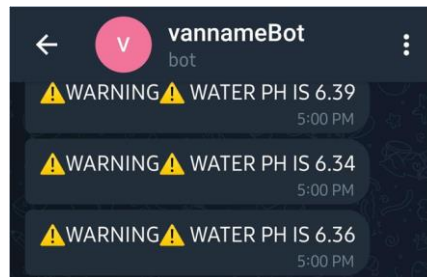 vannameBot
V
bot
⚠️WARNING⚠️ WATER PH IS 6.39
5:00 PM
⚠️WARNING⚠️ WATER PH IS 6.34
5:00 PM
⚠️WARNING⚠️ WATER PH IS 6.36
5:00 PM